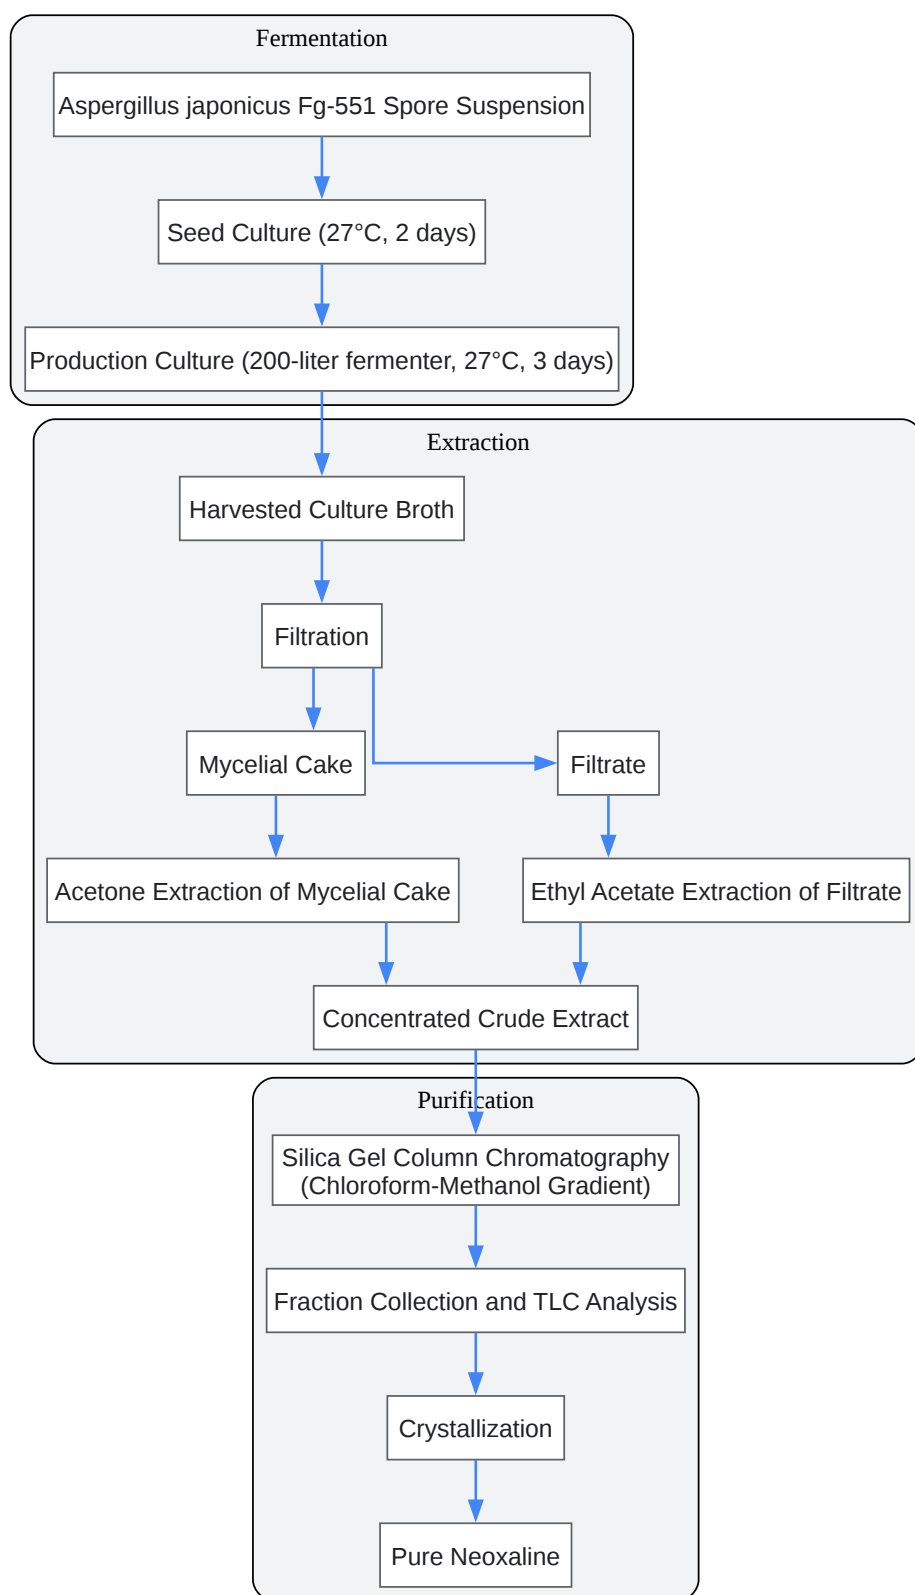 Fermentation
Aspergillus japonicus Fg-551 Spore Suspension
Seed Culture (27°C, 2 days)
Production Culture (200-liter fermenter, 27°C, 3 days)
Extraction
Harvested Culture Broth
Filtration
Mycelial Cake
Filtrate
Acetone Extraction of Mycelial Cake
Ethyl Acetate Extraction of Filtrate
Concentrated Crude Extract
Purification
Silica Gel Column Chromatography
(Chloroform-Methanol Gradient)
Fraction Collection and TLC Analysis
Crystallization
Pure Neoxaline